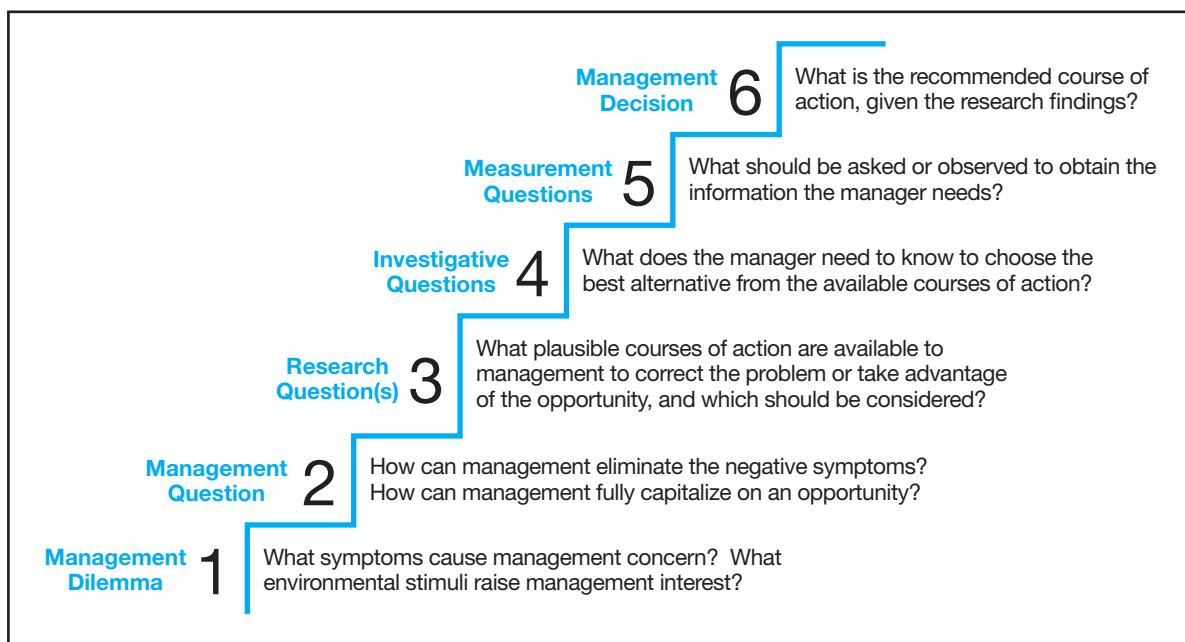 Management
Decision
6
What is the recommended course of
action, given the research findings?
Measurement
Questions
5
What should be asked or observed to obtain the
information the manager needs?
Investigative
Questions
4
What does the manager need to know to choose the
best alternative from the available courses of action?
Research
Question(s)
3
What plausible courses of action are available to
management to correct the problem or take advantage
of the opportunity, and which should be considered?
Management
Question
2
How can management eliminate the negative symptoms?
How can management fully capitalize on an opportunity?
Management
Dilemma
1
What symptoms cause management concern?  What
environmental stimuli raise management interest?